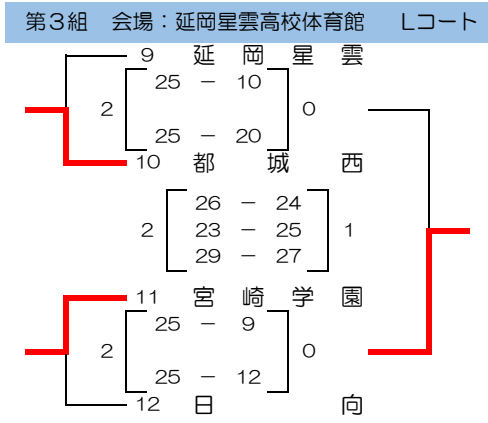 第３組　会場：延岡星雲高校体育館　Ｌコート
9 延岡星雲
25 － 10
2 0
25 － 20
10 都城西
26 － 24
2 23 － 25 1
29 － 27
11 宮崎学園
25 － 9
2 0
25 － 12
12 日向